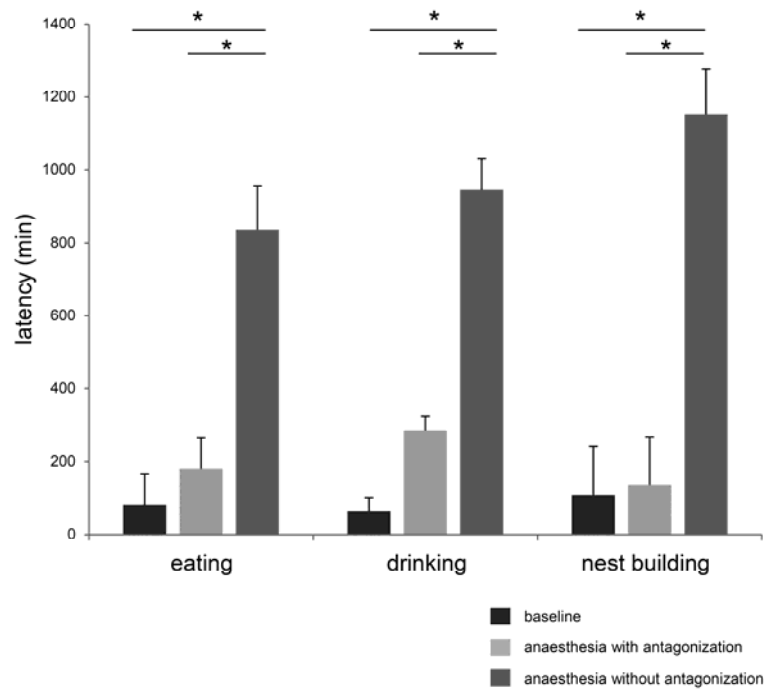 1400
* * *
* * *
1200
1000
800
600
400
200
0
latency (min)
eating drinking nest building
baseline
anaesthesia with antagonization
anaesthesia without antagonization